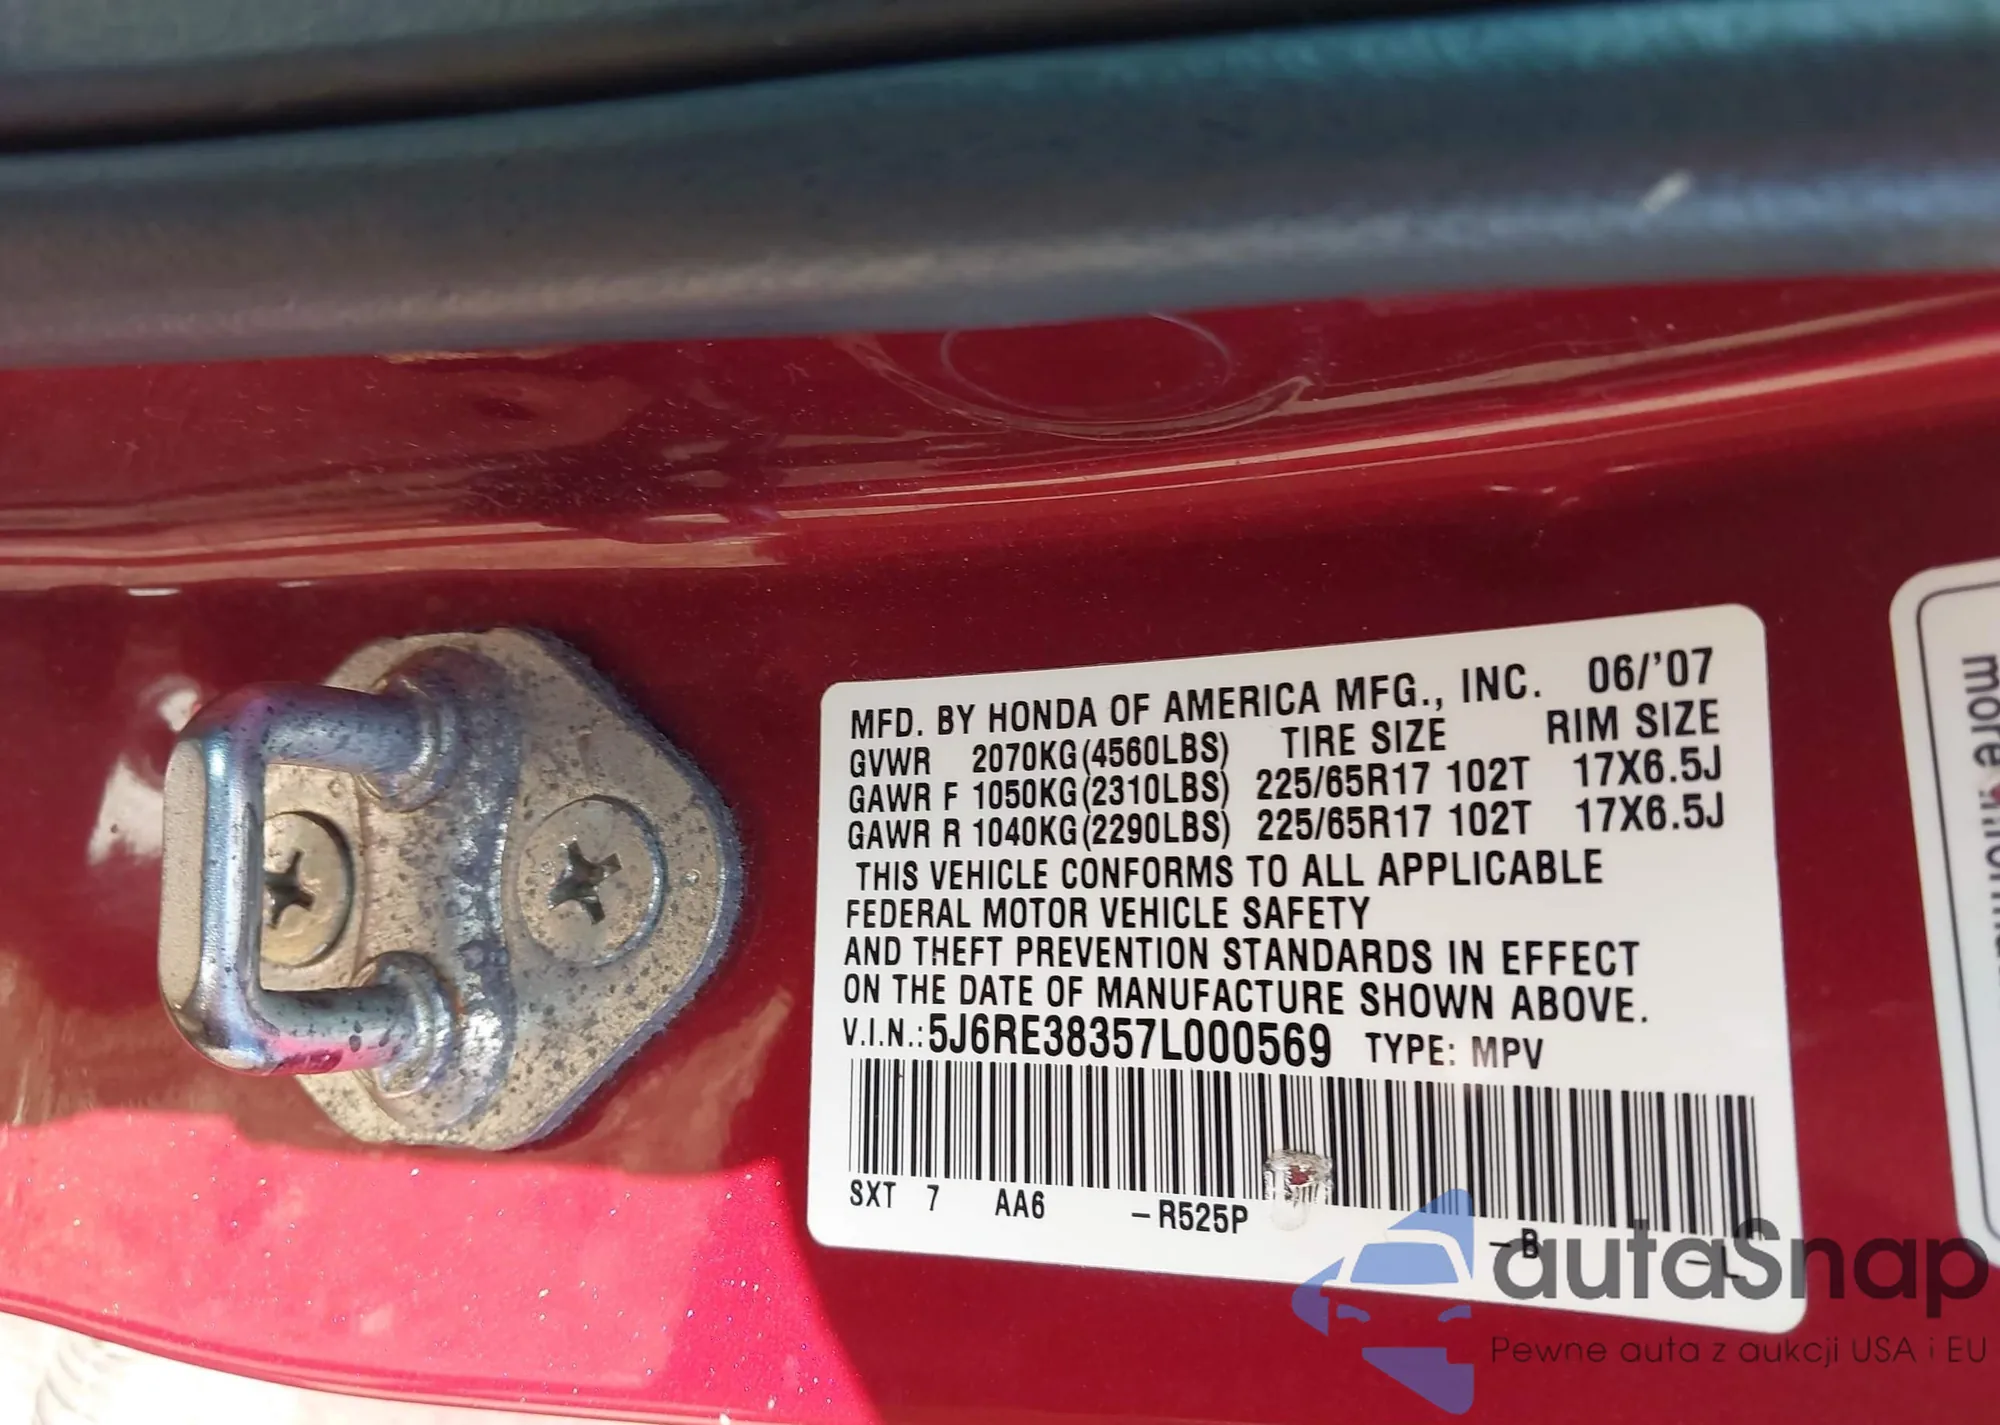 MFD. BY HONDA OF AMERICA MFG., INC. 06/'07
GVWR 2070KG(4560LBS) TIRE SIZE RIM SIZE
GAWR F 1050KG(2310LBS) 225/65R17 102T 17X6.5J
GAWR R 1040KG(2290LBS) 225/65R17 102T 17X6.5J
THIS VEHICLE CONFORMS TO ALL APPLICABLE
FEDERAL MOTOR VEHICLE SAFETY
AND THEFT PREVENTION STANDARDS IN EFFECT
ON THE DATE OF MANUFACTURE SHOWN ABOVE.
V.I.N.: 5J6RE38357L000569 TYPE: MPV
SXT 7 AA6 -R525P -B -L
more
autaSnap
Pewne auta z aukcji USA i EU